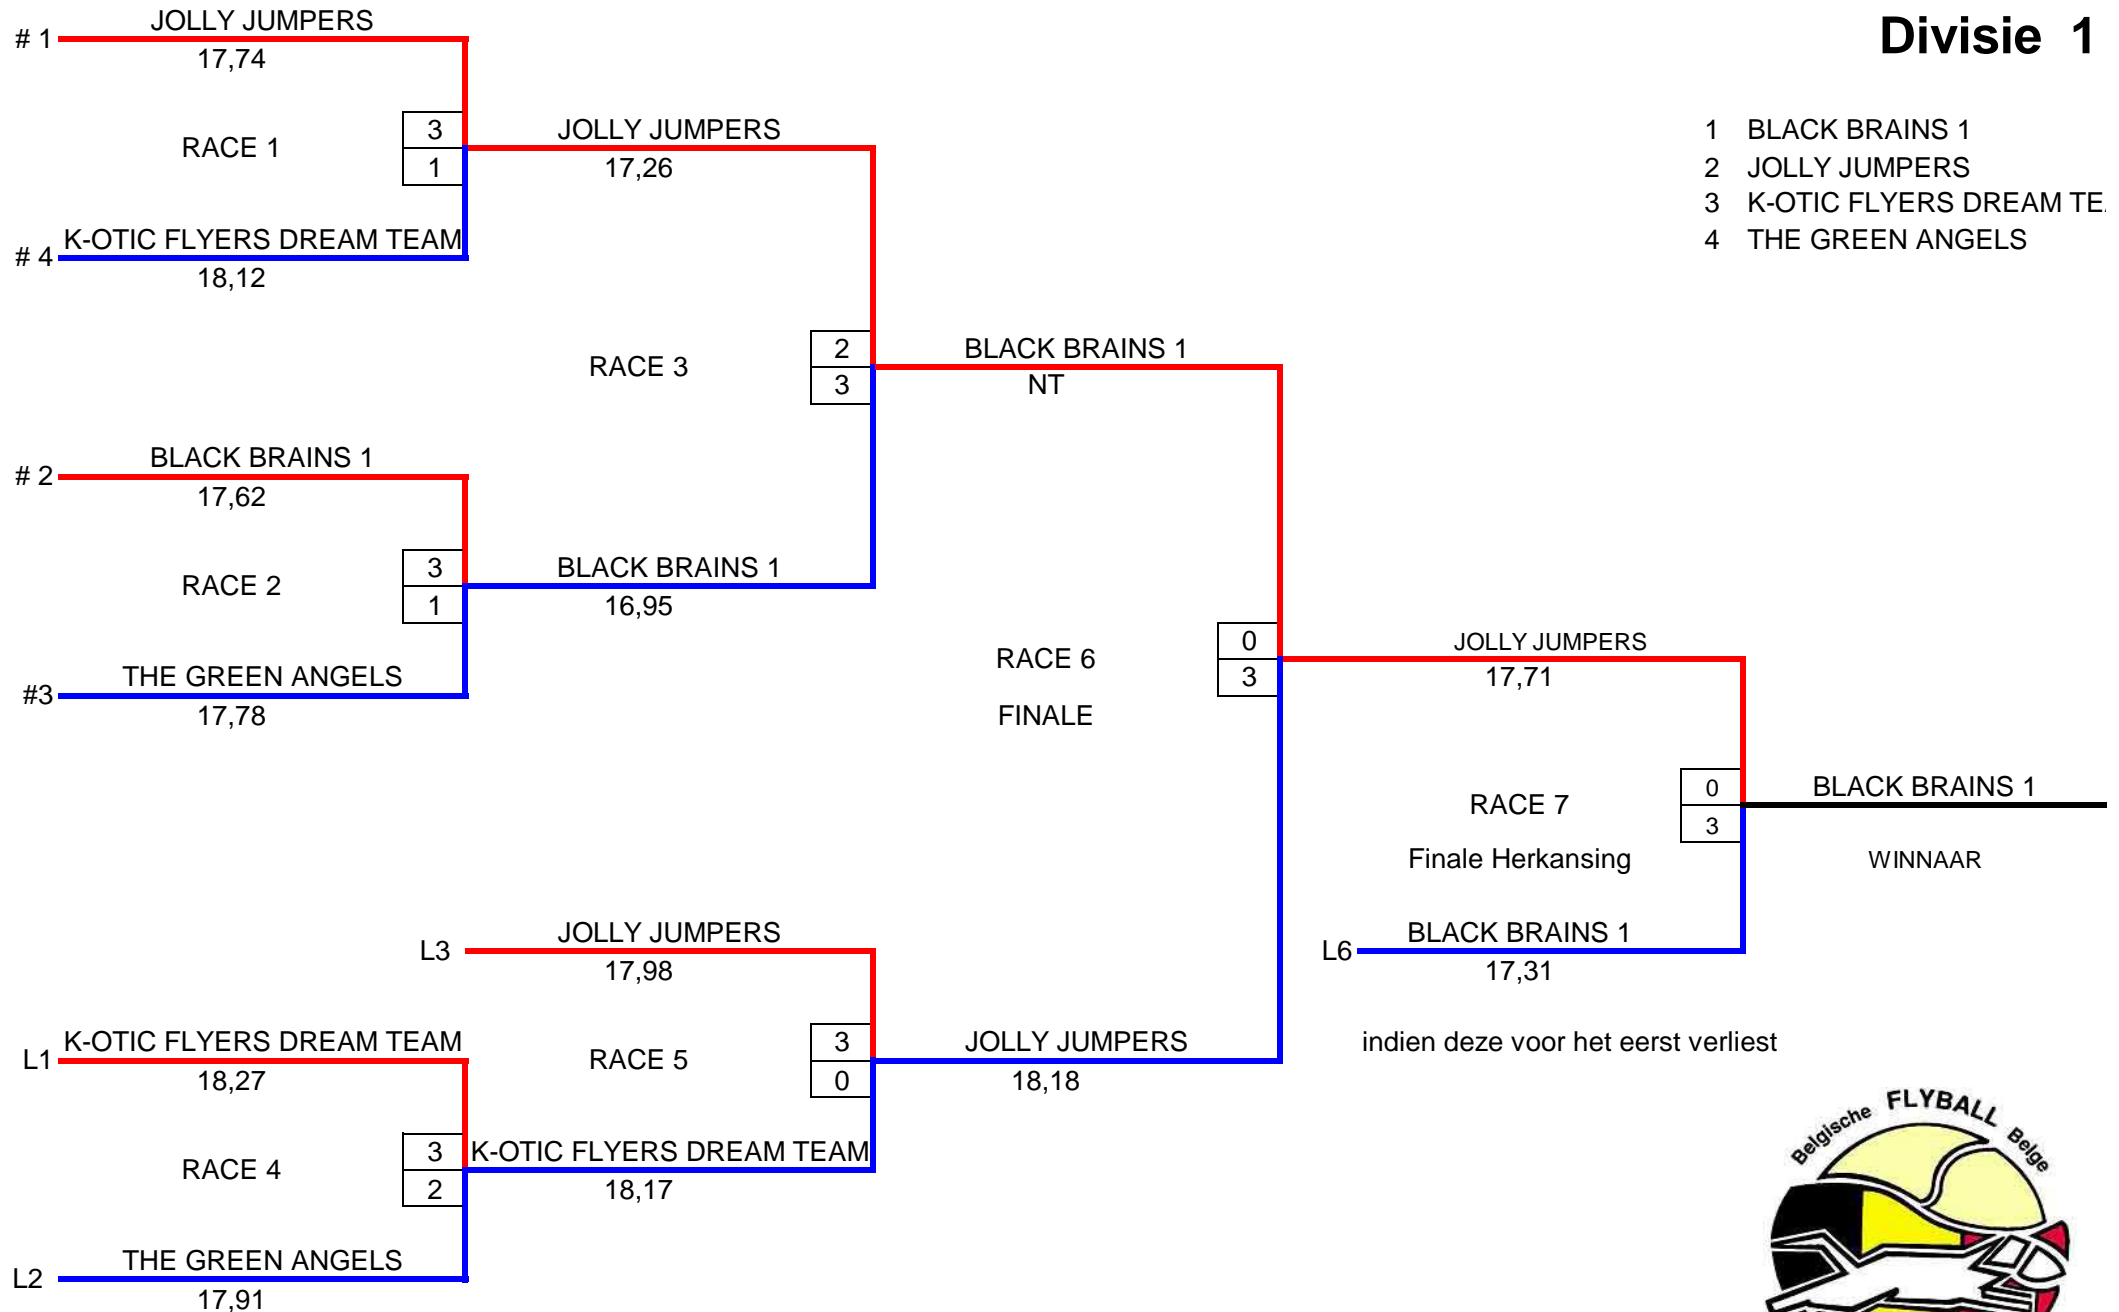 Divisie 1
JOLLY JUMPERS
# 1
17,74
RACE 1
3
1
K-OTIC FLYERS DREAM TEAM
# 4
18,12
JOLLY JUMPERS
17,26
1 BLACK BRAINS 1
2 JOLLY JUMPERS
3 K-OTIC FLYERS DREAM TE
4 THE GREEN ANGELS
RACE 3
2
3
BLACK BRAINS 1
NT
BLACK BRAINS 1
# 2
17,62
RACE 2
3
1
THE GREEN ANGELS
#3
17,78
BLACK BRAINS 1
16,95
RACE 6
FINALE
0
3
JOLLY JUMPERS
17,71
RACE 7
Finale Herkansing
0
3
BLACK BRAINS 1
WINNAAR
L6
BLACK BRAINS 1
17,31
indien deze voor het eerst verliest
L3
JOLLY JUMPERS
17,98
RACE 5
3
0
JOLLY JUMPERS
18,18
L1
K-OTIC FLYERS DREAM TEAM
18,27
RACE 4
3
2
K-OTIC FLYERS DREAM TEAM
18,17
L2
THE GREEN ANGELS
17,91
Belgische FLYBALL Belge